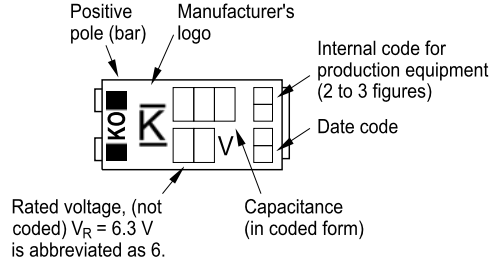 Positive
pole (bar)
Manufacturer's
logo
Internal code for
production equipment
(2 to 3 figures)
Date code
KO
K
V
Rated voltage, (not
coded) VR = 6.3 V
is abbreviated as 6.
Capacitance
(in coded form)